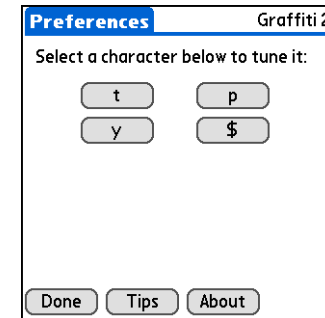 Preferences Graffiti 2
Select a character below to tune it:
t p
y $
Done Tips About